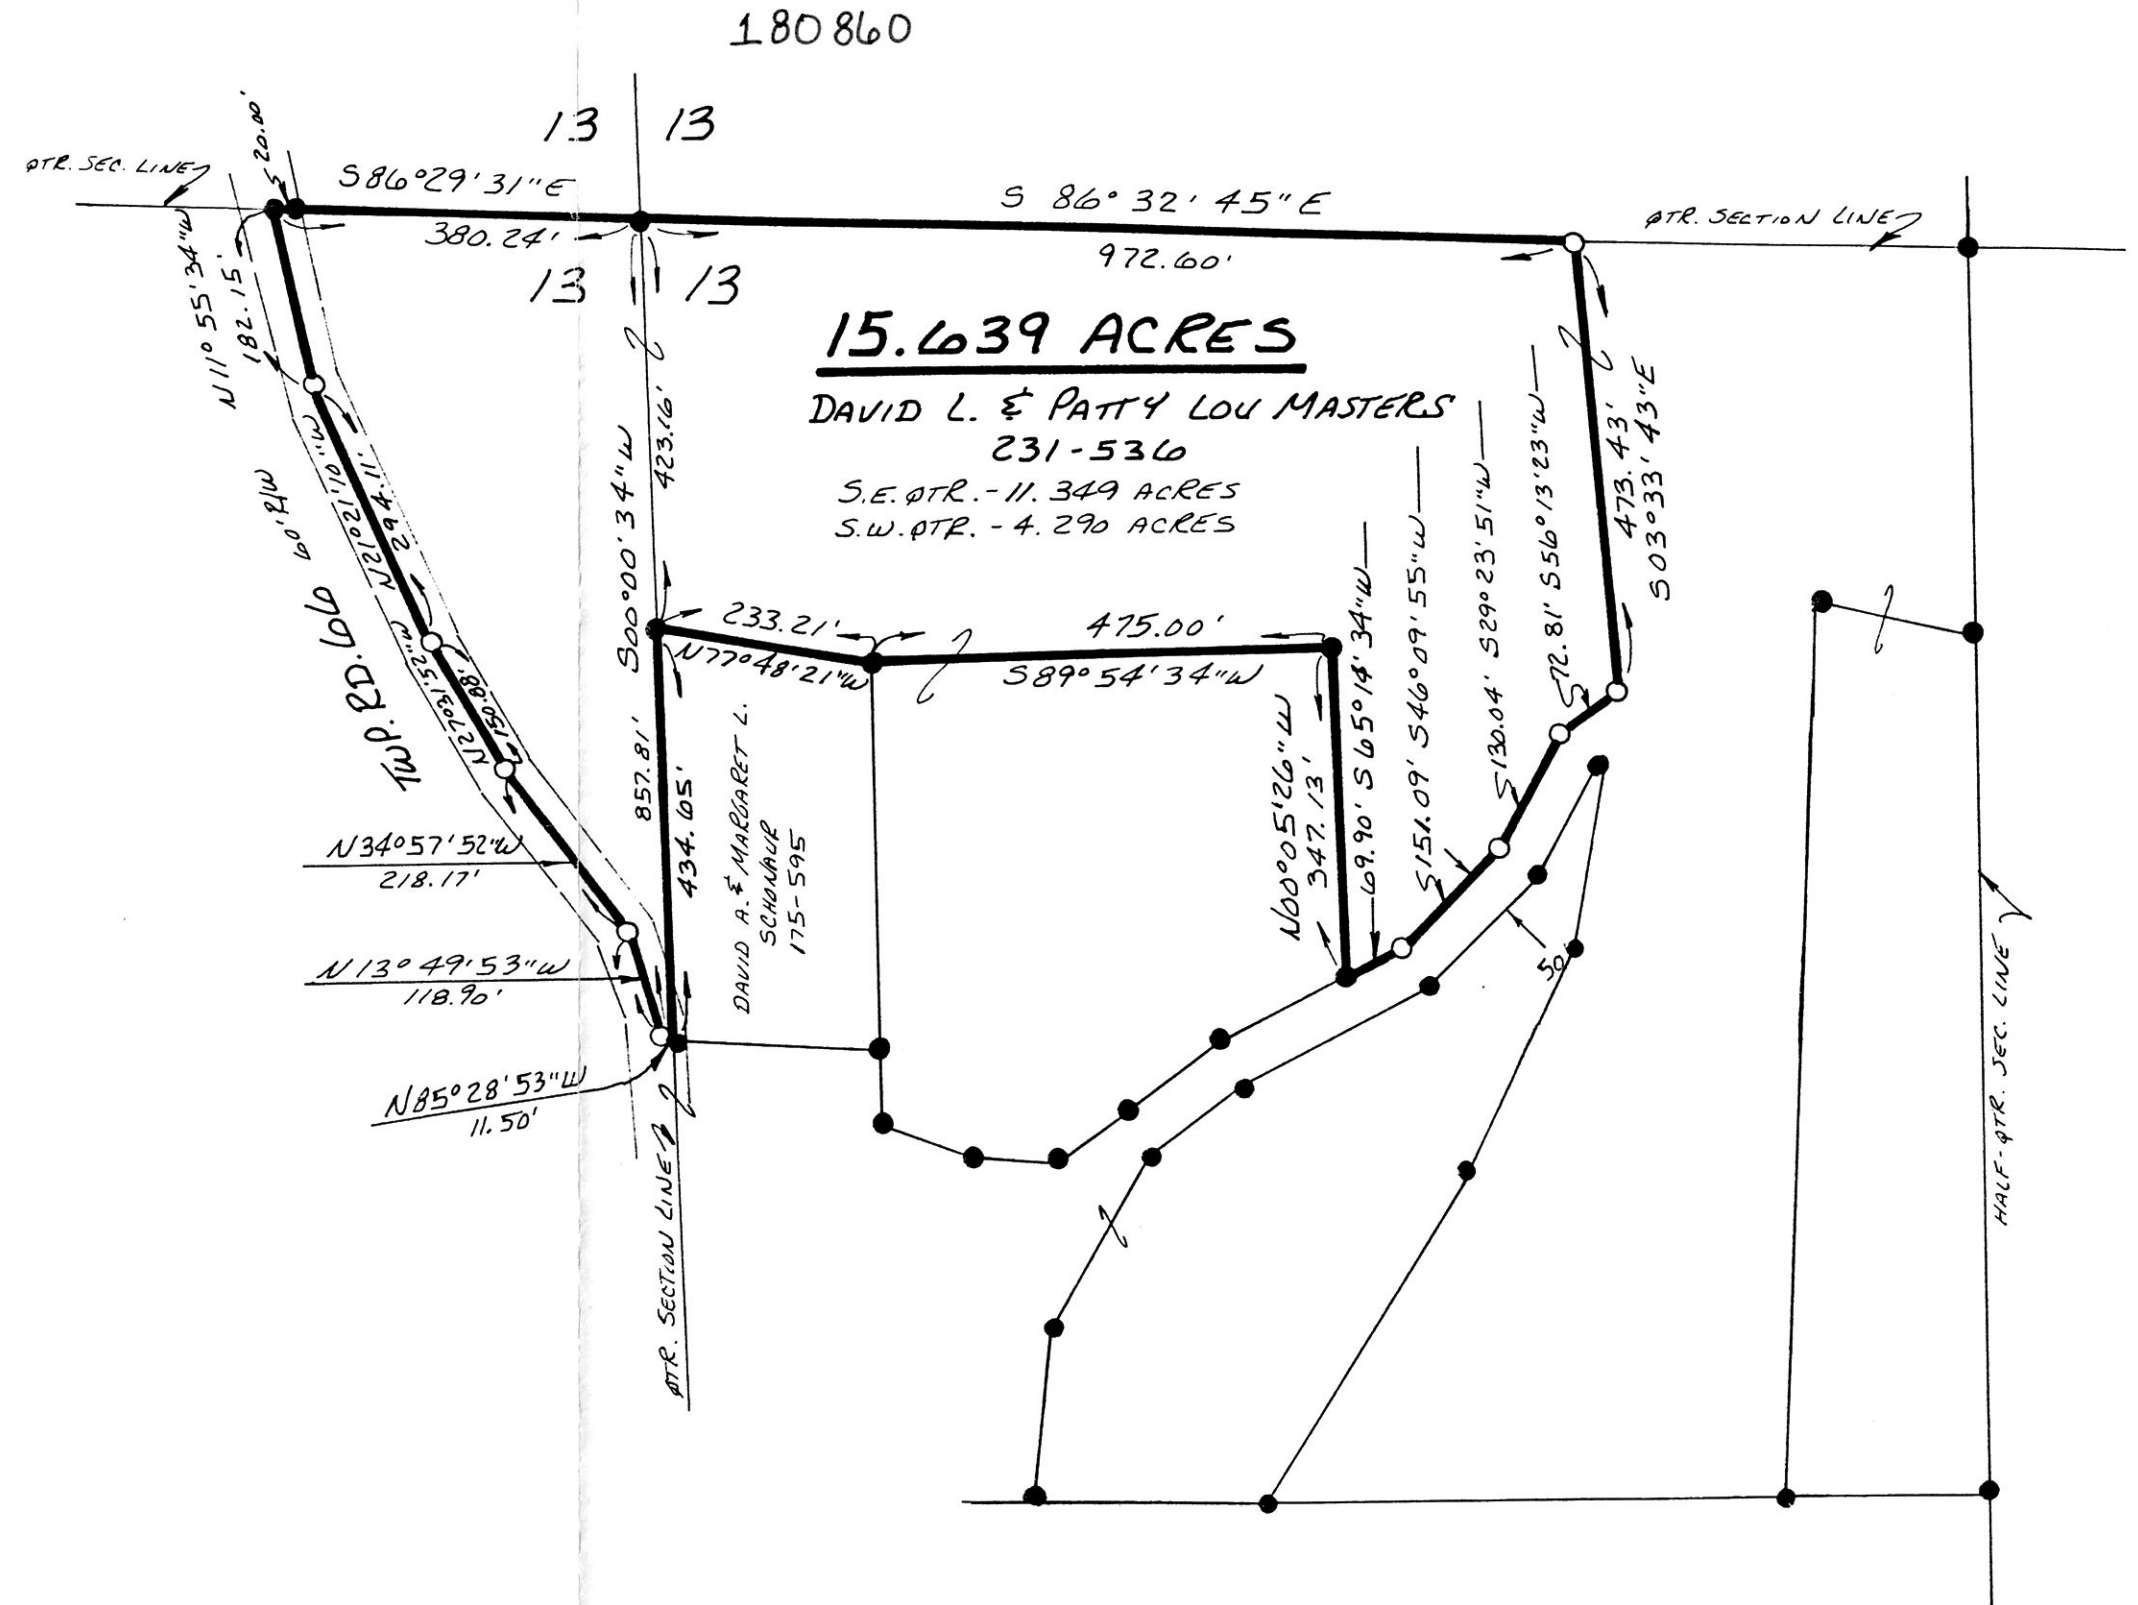 180860
13 13
QTR. SEC. LINE
20.00'
S86°29'31"E
380.24'
S 86°32'45"E
972.60'
QTR. SECTION LINE
13 13
N11°55'34"W
182.15'
15.639 ACRES
DAVID L. & PATTY LOU MASTERS
231-536
S.E. QTR. - 11.349 ACRES
S.W. QTR. - 4.290 ACRES
473.43'
S03°33'43"E
N21°21'10"W
294.11'
60' R/W
TWP. RD. 66
S00°00'34"W
423.16'
857.81'
434.65'
233.21'
N77°48'21"W
475.00'
S89°54'34"W
N00°05'26"W
347.13'
69.90' S65°14'34"W
151.09' S46°09'55"W
130.04' S29°23'51"W
72.81' S56°13'23"W
N27°31'52"W
150.88'
DAVID A. & MARGARET L.
SCHONAUR
175-595
N34°57'52"W
218.17'
N13°49'53"W
118.90'
N85°28'53"W
11.50'
50'
QTR. SECTION LINE
HALF-QTR. SEC. LINE